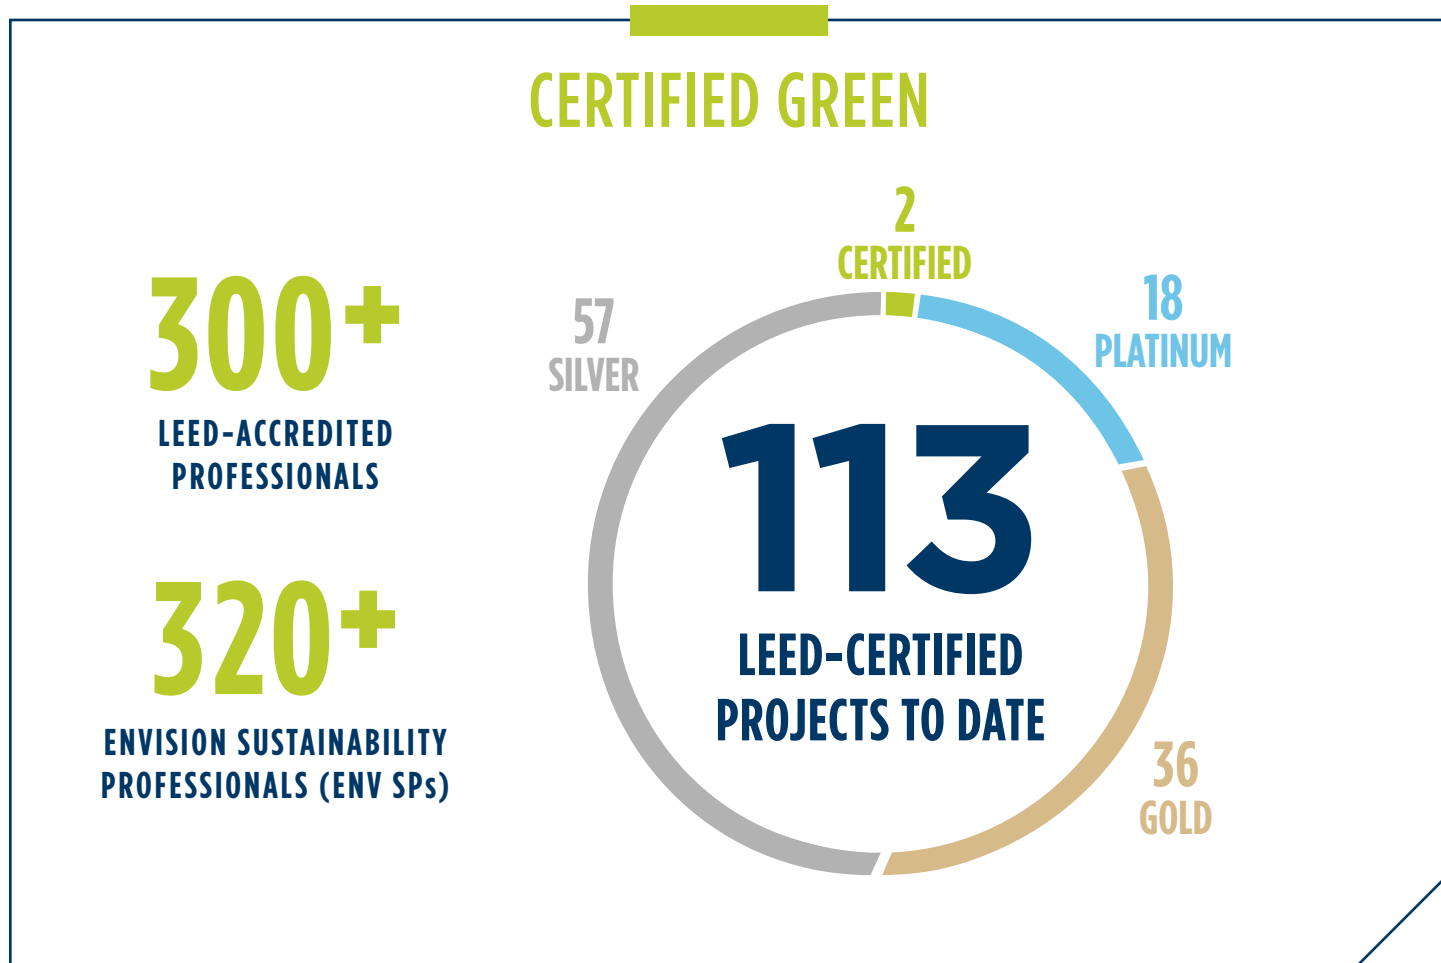 CERTIFIED GREEN
300+
LEED-ACCREDITED
PROFESSIONALS
320+
ENVISION SUSTAINABILITY
PROFESSIONALS (ENV SPs)
2
CERTIFIED
18
PLATINUM
57
SILVER
113
LEED-CERTIFIED
PROJECTS TO DATE
36
GOLD